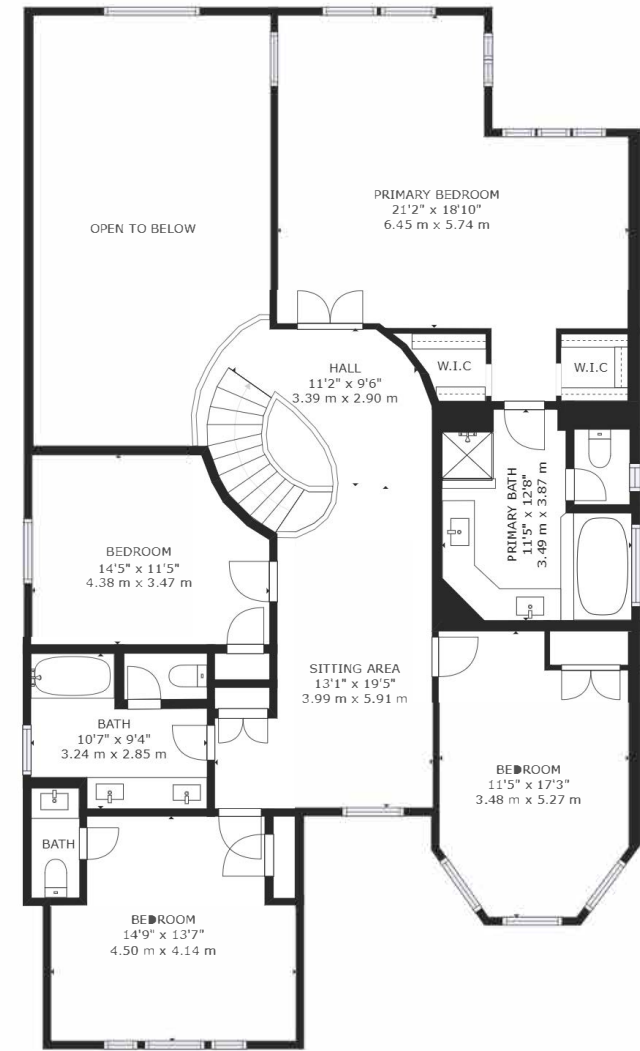 PRIMARY BEDROOM
21'2" x 18'10"
6.45 m x 5.74 m
OPEN TO BELOW
HALL
11'2" x 9'6"
3.39 m x 2.90 m
W.I.C
W.I.C
PRIMARY BATH
11'5" x 12'8"
3.49 m x 3.87 m
BEDROOM
14'5" x 11'5"
4.38 m x 3.47 m
SITTING AREA
13'1" x 19'5"
3.99 m x 5.91 m
BATH
10'7" x 9'4"
3.24 m x 2.85 m
BEDROOM
11'5" x 17'3"
3.48 m x 5.27 m
BATH
BEDROOM
14'9" x 13'7"
4.50 m x 4.14 m